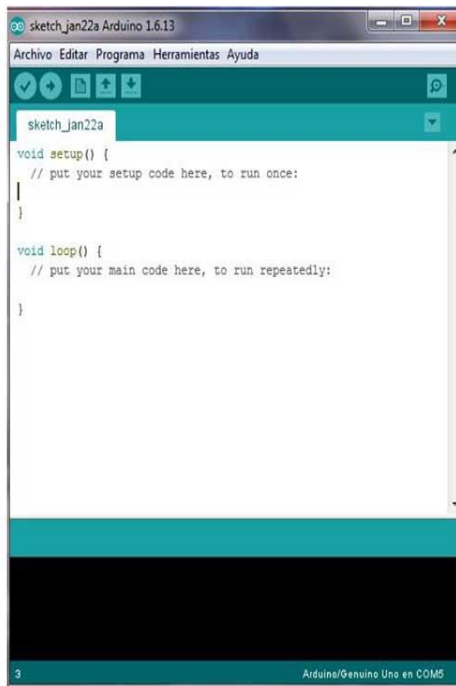 sketch_jan22a Arduino 1.6.13
Archivo Editar Programa Herramientas Ayuda
sketch_jan22a
void setup() {
  // put your setup code here, to run once:

}

void loop() {
  // put your main code here, to run repeatedly:

}
3 Arduino/Genuino Uno en COM5